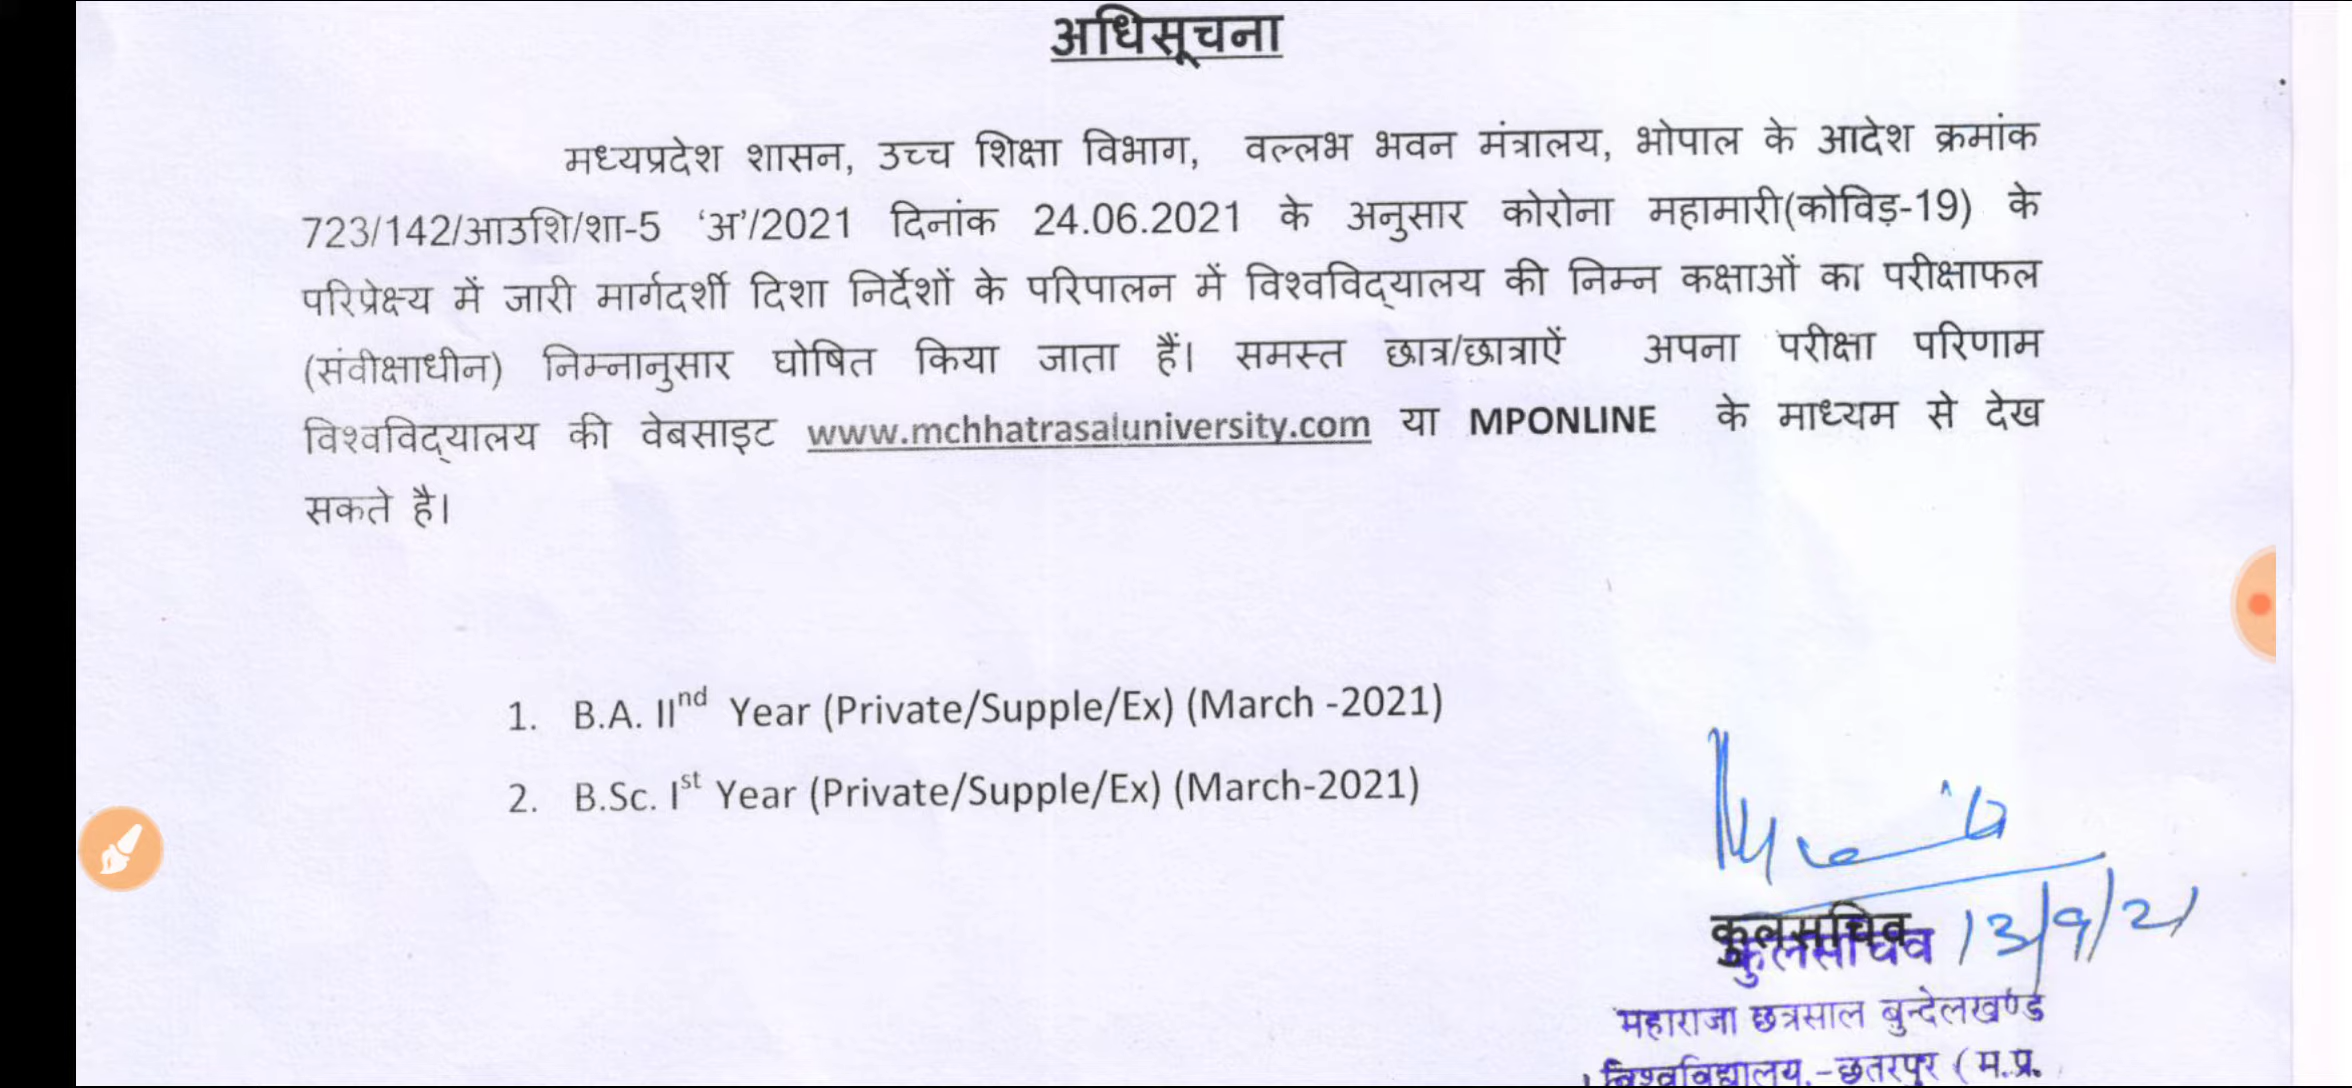 अधिसूचना
मध्यप्रदेश शासन, उच्च शिक्षा विभाग, वल्लभ भवन मंत्रालय, भोपाल के आदेश क्रमांक
723/142/आउशि/शा-5 ‘अ’/2021 दिनांक 24.06.2021 के अनुसार कोरोना महामारी(कोविड़-19) के
परिप्रेक्ष्य में जारी मार्गदर्शी दिशा निर्देशों के परिपालन में विश्वविद्यालय की निम्न कक्षाओं का परीक्षाफल
(संवीक्षाधीन) निम्नानुसार घोषित किया जाता हैं। समस्त छात्र/छात्राऐं अपना परीक्षा परिणाम
विश्वविद्यालय की वेबसाइट www.mchhatrasaluniversity.com या MPONLINE के माध्यम से देख
सकते है।
1. B.A. IInd Year (Private/Supple/Ex) (March -2021)
2. B.Sc. Ist Year (Private/Supple/Ex) (March-2021)
कुलसचिव
कुलसचिव 13/9/21
महाराजा छत्रसाल बुन्देलखण्ड
विश्वविद्यालय,-छतरपुर ( म.प्र.